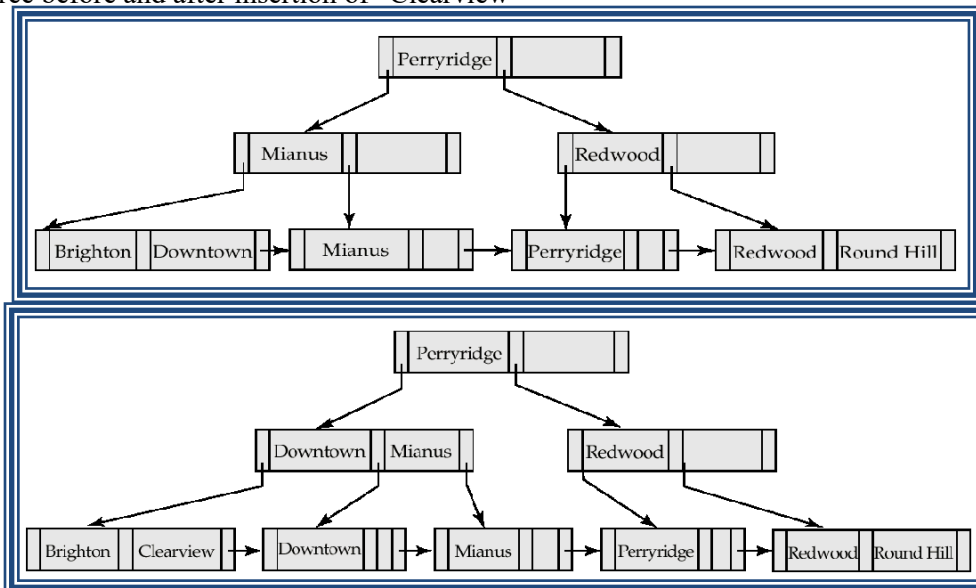 before and after insertion of "Clearview"
Perryridge
Mianus Redwood
Brighton Downtown Mianus Perryridge Redwood Round Hill
Perryridge
Downtown Mianus Redwood
Brighton Clearview Downtown Mianus Perryridge Redwood Round Hill